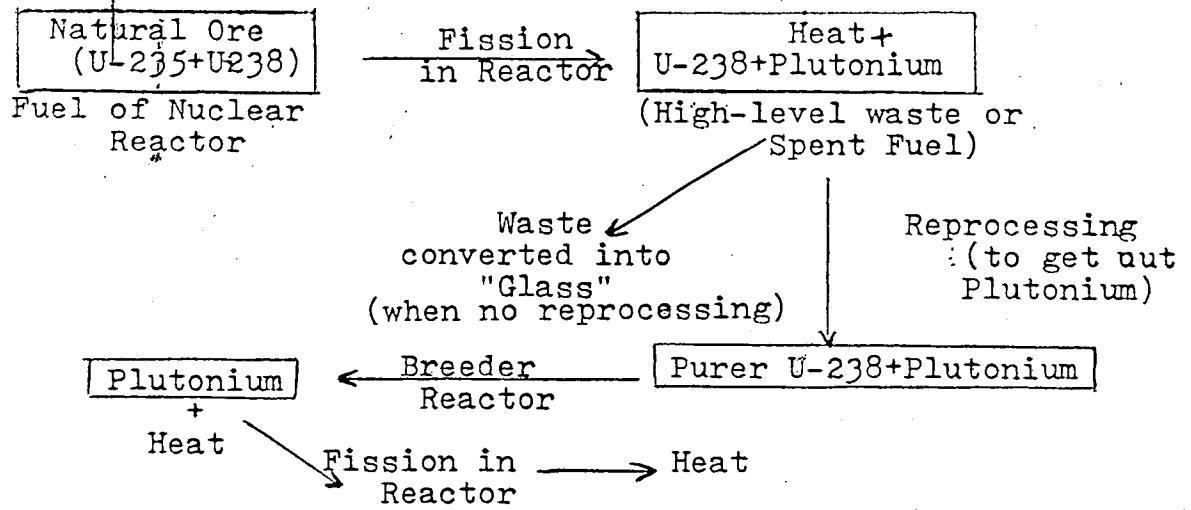 Natural Ore
(U-235+U238)
Fuel of Nuclear
Reactor
Fission
in Reactor
Heat+
U-238+Plutonium
(High-level waste or
Spent Fuel)
Waste
converted into
"Glass"
(when no reprocessing)
Reprocessing
(to get out
Plutonium)
Purer U-238+Plutonium
Breeder
Reactor
Plutonium
+
Heat
Fission in
Reactor
Heat